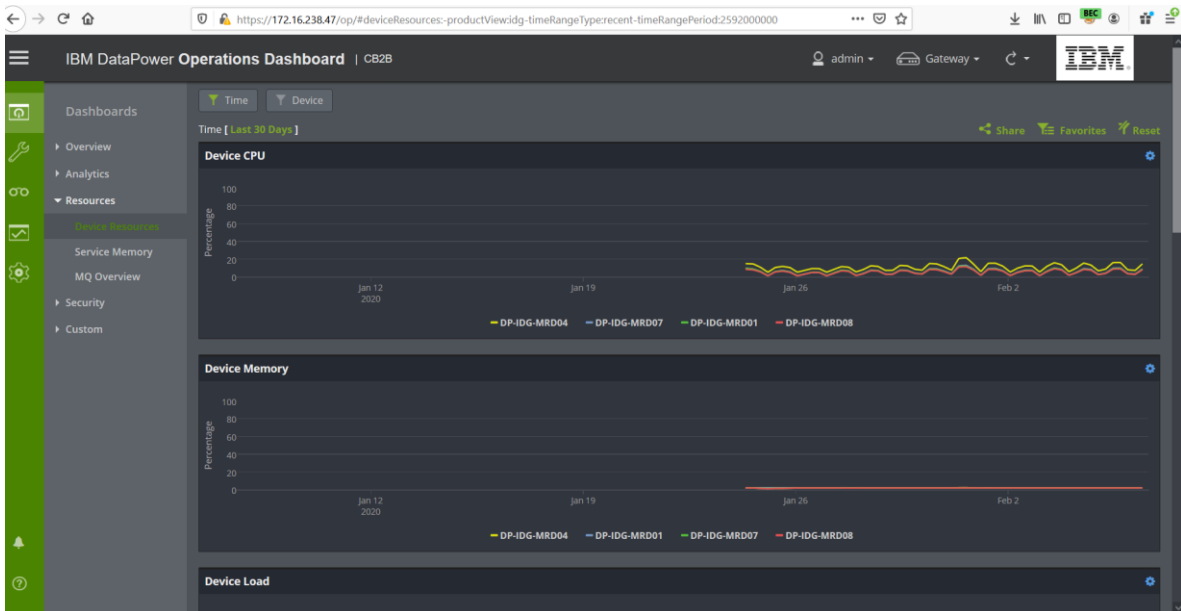 https://172.16.238.47/op/#deviceResources:-productView:idg-timeRangeType:recent-timeRangePeriod:2592000000
BEC
IBM DataPower Operations Dashboard | CB2B
admin
Gateway
IBM
Dashboards
Overview
Analytics
Resources
Device Resources
Service Memory
MQ Overview
Security
Custom
Time
Device
Time [ Last 30 Days ]
Share
Favorites
Reset
Device CPU
Percentage
100
80
60
40
20
0
Jan 12
2020
Jan 19
Jan 26
Feb 2
DP-IDG-MRD04 DP-IDG-MRD07 DP-IDG-MRD01 DP-IDG-MRD08
Device Memory
Percentage
100
80
60
40
20
0
Jan 12
2020
Jan 19
Jan 26
Feb 2
DP-IDG-MRD04 DP-IDG-MRD01 DP-IDG-MRD07 DP-IDG-MRD08
Device Load